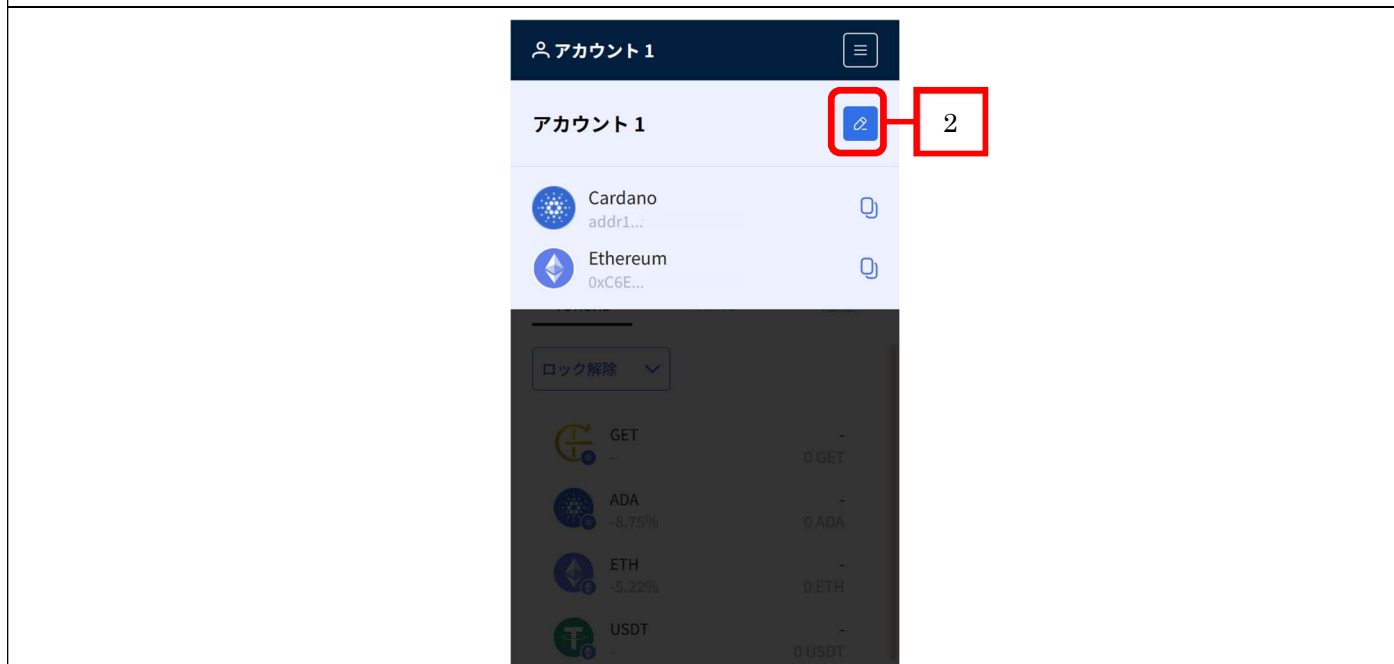 アカウント 1
アカウント 1
2
Cardano
addr1...
Ethereum
0xC6E...
ロック解除
GET
-
-
0 GET
ADA
-
-8.75%
0 ADA
ETH
-
-5.22%
0 ETH
USDT
-
-
0 USDT